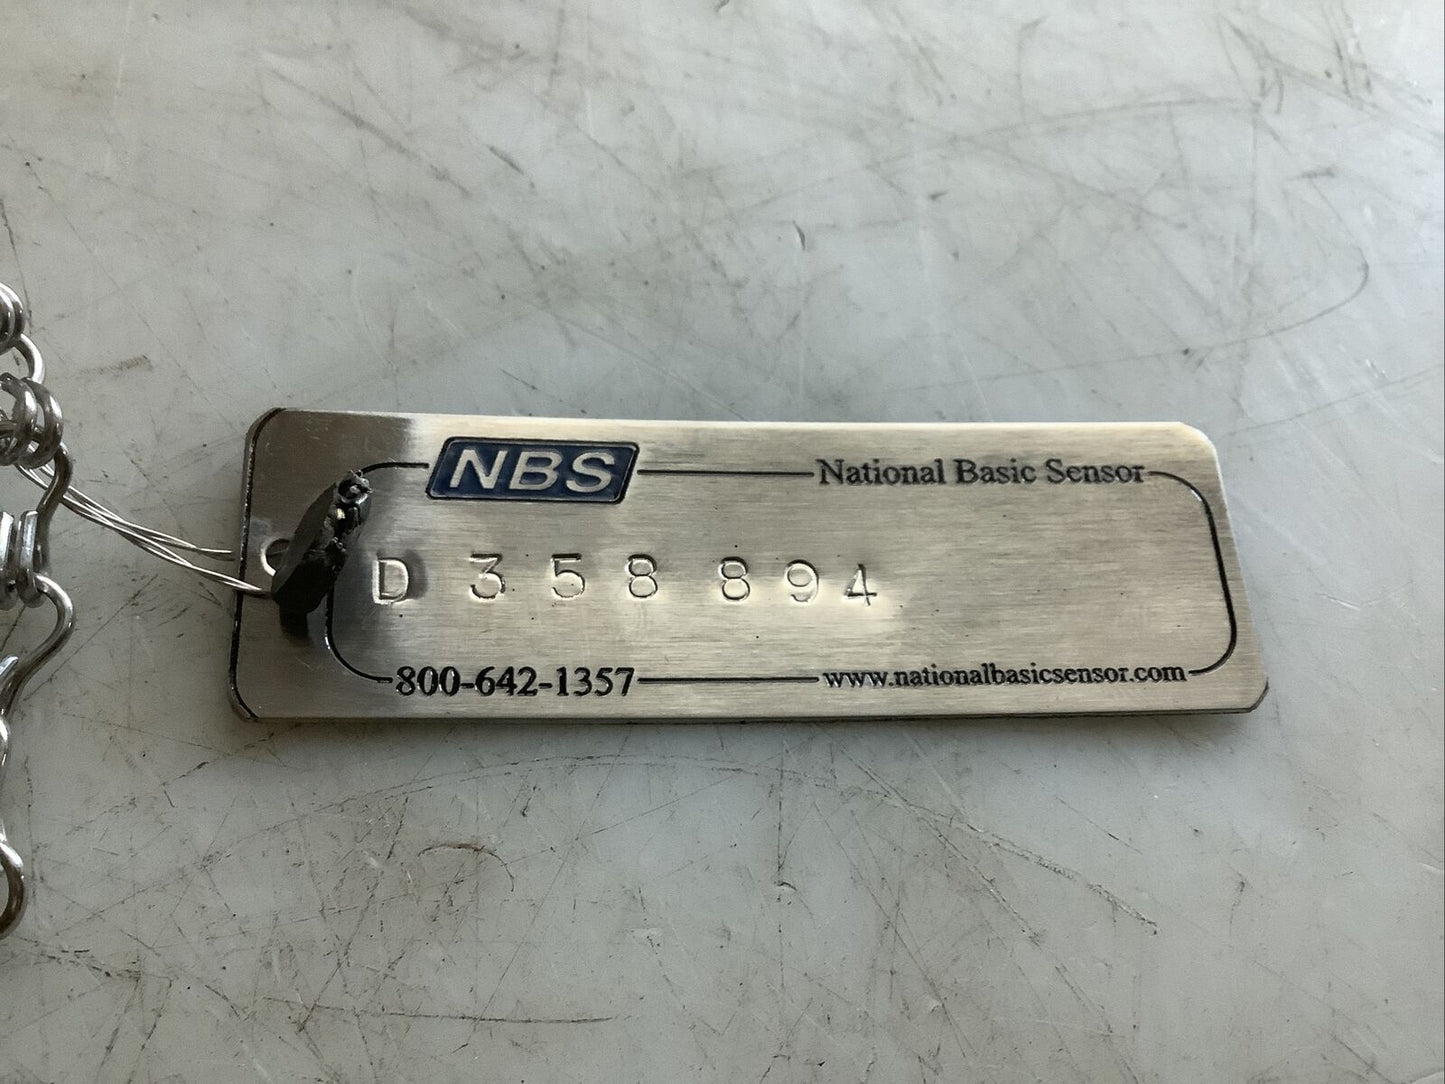 NBS National Basic Sensor
D 358 894
800-642-1357 www.nationalbasicsensor.com